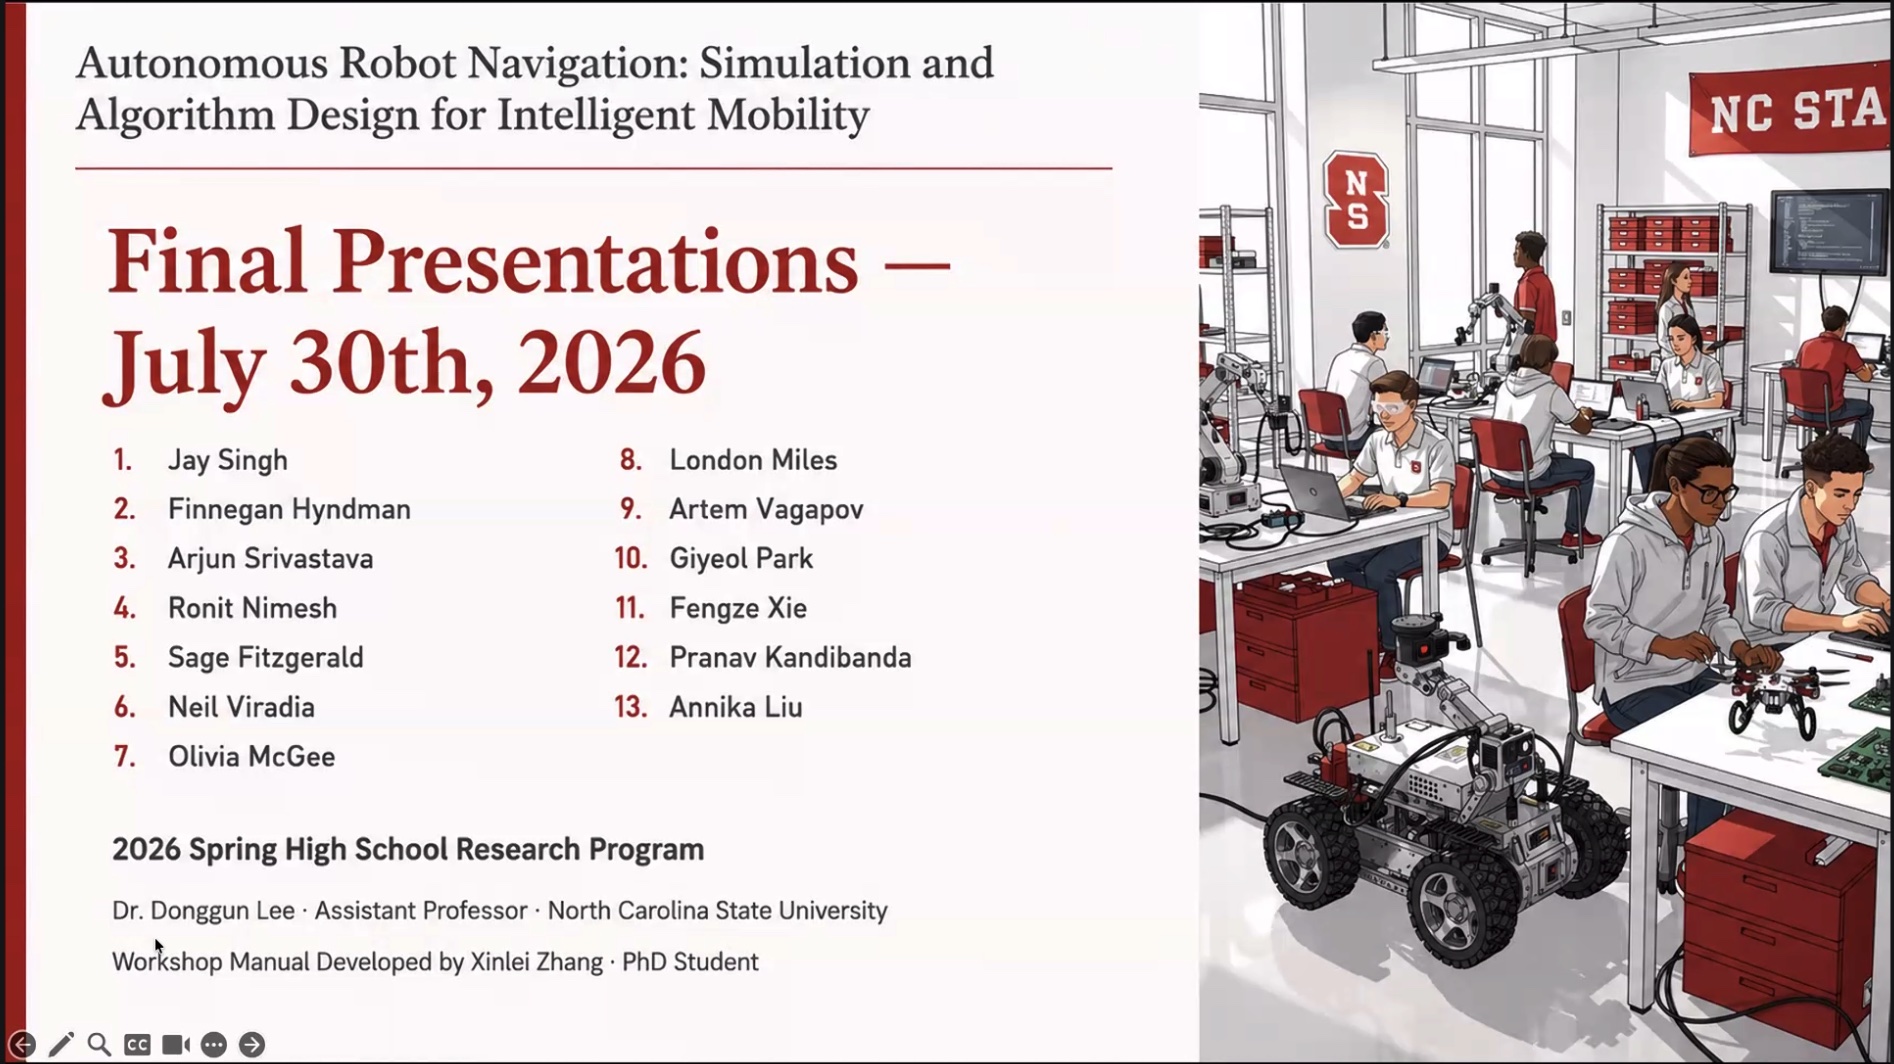 Autonomous Robot Navigation: Simulation and
Algorithm Design for Intelligent Mobility
Final Presentations —
July 30th, 2026
1. Jay Singh
2. Finnegan Hyndman
3. Arjun Srivastava
4. Ronit Nimesh
5. Sage Fitzgerald
6. Neil Viradia
7. Olivia McGee
8. London Miles
9. Artem Vagapov
10. Giyeol Park
11. Fengze Xie
12. Pranav Kandibanda
13. Annika Liu
2026 Spring High School Research Program
Dr. Donggun Lee · Assistant Professor · North Carolina State University
Workshop Manual Developed by Xinlei Zhang · PhD Student
NC STA
N
S
CC